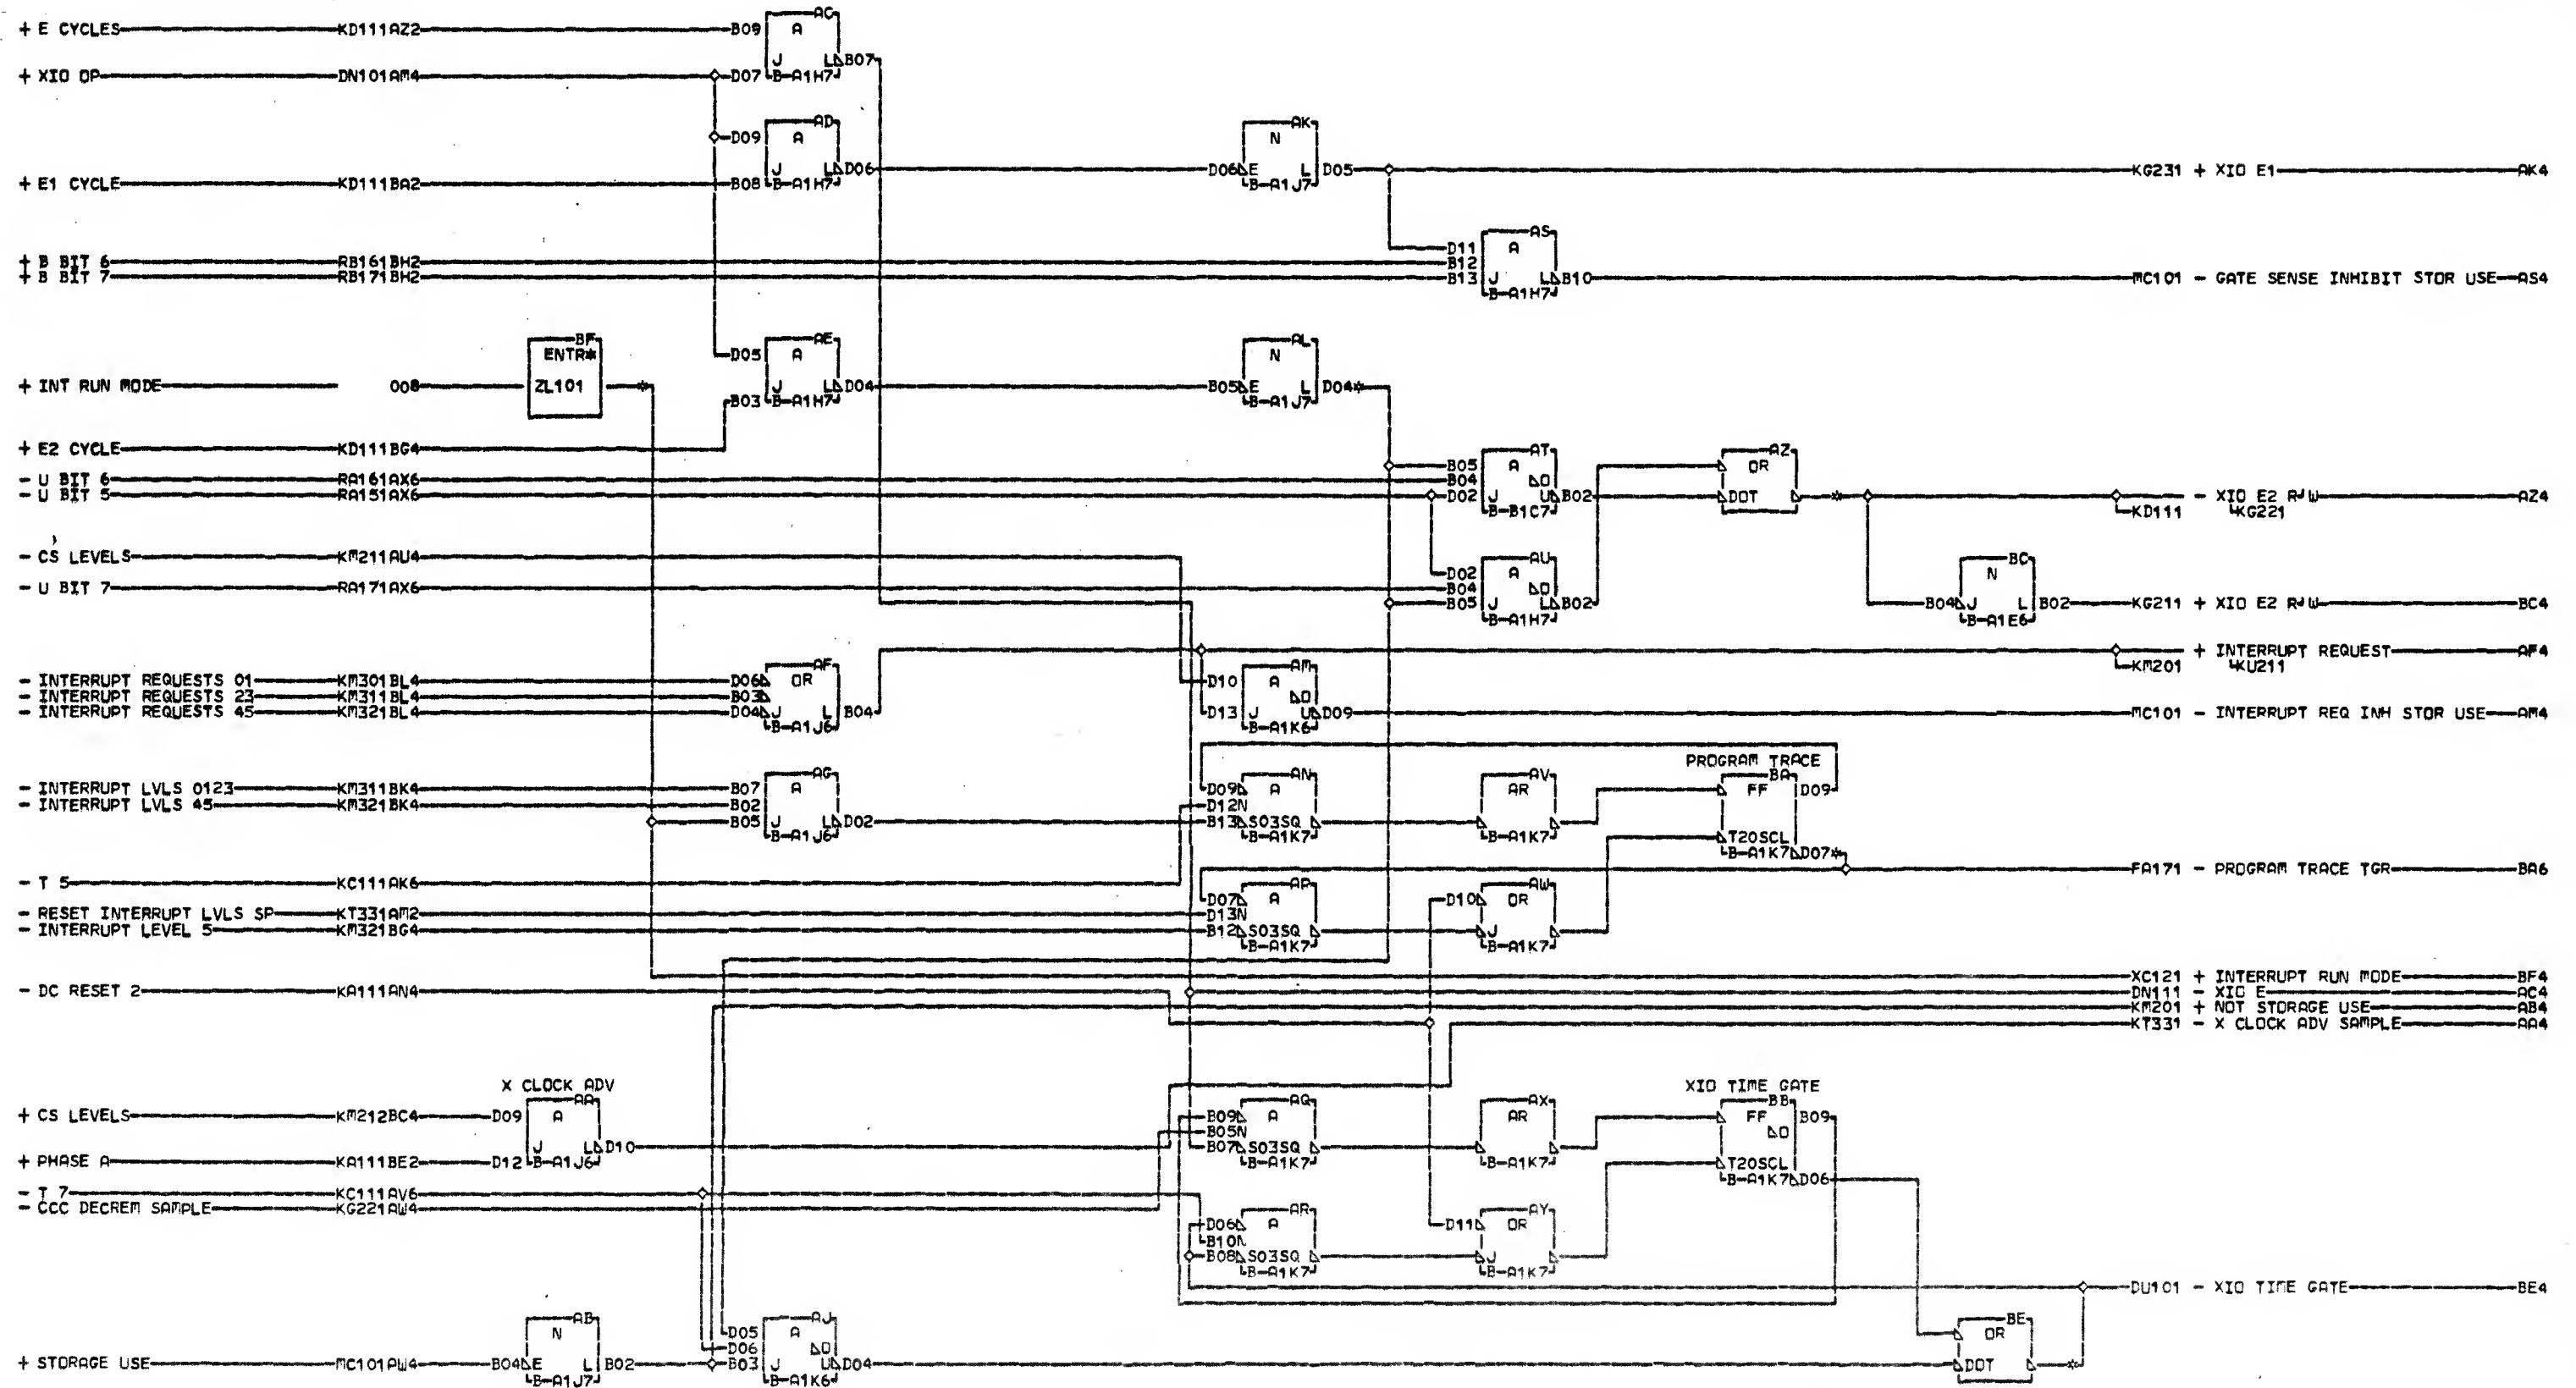 + E CYCLES KD111AZ2 B09 A AC J L B07 B-A1H7
+ XIO OP DN101AM4 D07
D09 A AD J L D06 B-A1H7
+ E1 CYCLE KD111BA2 B08
D06 E N AK L D05 B-A1J7 KG231 + XIO E1 AK4
+ B BIT 6 RB161BH2 B12
+ B BIT 7 RB171BH2 B13
D11 A AS J L B10 B-A1H7 MC101 - GATE SENSE INHIBIT STOR USE AS4
+ INT RUN MODE 008 BF ENTR* ZL101
D05 A AE J L D04 B03 B-A1H7
B05 E N AL L D04* B-A1J7
+ E2 CYCLE KD111BG4
- U BIT 6 RA161AX6 B04
- U BIT 5 RA151AX6 D02
B05 A AT DO J U B02 B-B1C7
AZ OR DOT KD111 - XIO E2 R/W AZ4
KG221
- CS LEVELS KM211AU4
- U BIT 7 RA171AX6 B04
D02 A AU DO B05 J L B02 B-A1H7
B04 J N BC L B02 B-A1E6 KG211 + XIO E2 R/W BC4
- INTERRUPT REQUESTS 01 KM301BL4 D06
- INTERRUPT REQUESTS 23 KM311BL4 B03
- INTERRUPT REQUESTS 45 KM321BL4 D04
OR AF J L B04 B-A1J6
KM201 + INTERRUPT REQUEST AF4
KU211
D10 A AM DO D13 J U D09 B-A1K6 MC101 - INTERRUPT REQ INH STOR USE AM4
- INTERRUPT LVLS 0123 KM311BK4 B07
- INTERRUPT LVLS 45 KM321BK4 B02
B05 A AG J L D02 B-A1J6
D09 A AN D12N B13 S03SQ B-A1K7
AR AV B-A1K7
PROGRAM TRACE
BA FF D09 T20SCL B-A1K7 D07*
- T 5 KC111AK6
FA171 - PROGRAM TRACE TGR BA6
- RESET INTERRUPT LVLS SP KT331AM2 D13N
- INTERRUPT LEVEL 5 KM321BG4 B12
D07 A AP S03SQ B-A1K7
D10 OR AW J B-A1K7
- DC RESET 2 KA111AN4
XC121 + INTERRUPT RUN MODE BF4
DN111 - XIO E AC4
KM201 + NOT STORAGE USE AB4
KT331 - X CLOCK ADV SAMPLE AA4
X CLOCK ADV
+ CS LEVELS KM212BC4 D09
+ PHASE A KA111BE2 D12
A AA J L D10 B-A1J6
B09 A AQ B05N B07 S03SQ B-A1K7
AR AX B-A1K7
XIO TIME GATE
BB FF DO B09 T20SCL B-A1K7 D06
- T 7 KC111AV6
- CCC DECREM SAMPLE KG221AW4
D06 A AR B10N B08 S03SQ B-A1K7
D11 OR AY J B-A1K7
DU101 - XIO TIME GATE BE4
+ STORAGE USE MC101AW4 B04 E N AB L B02 B-A1J7
D05 D06 B03 A AJ DO J U D04 B-A1K6
BE OR DOT